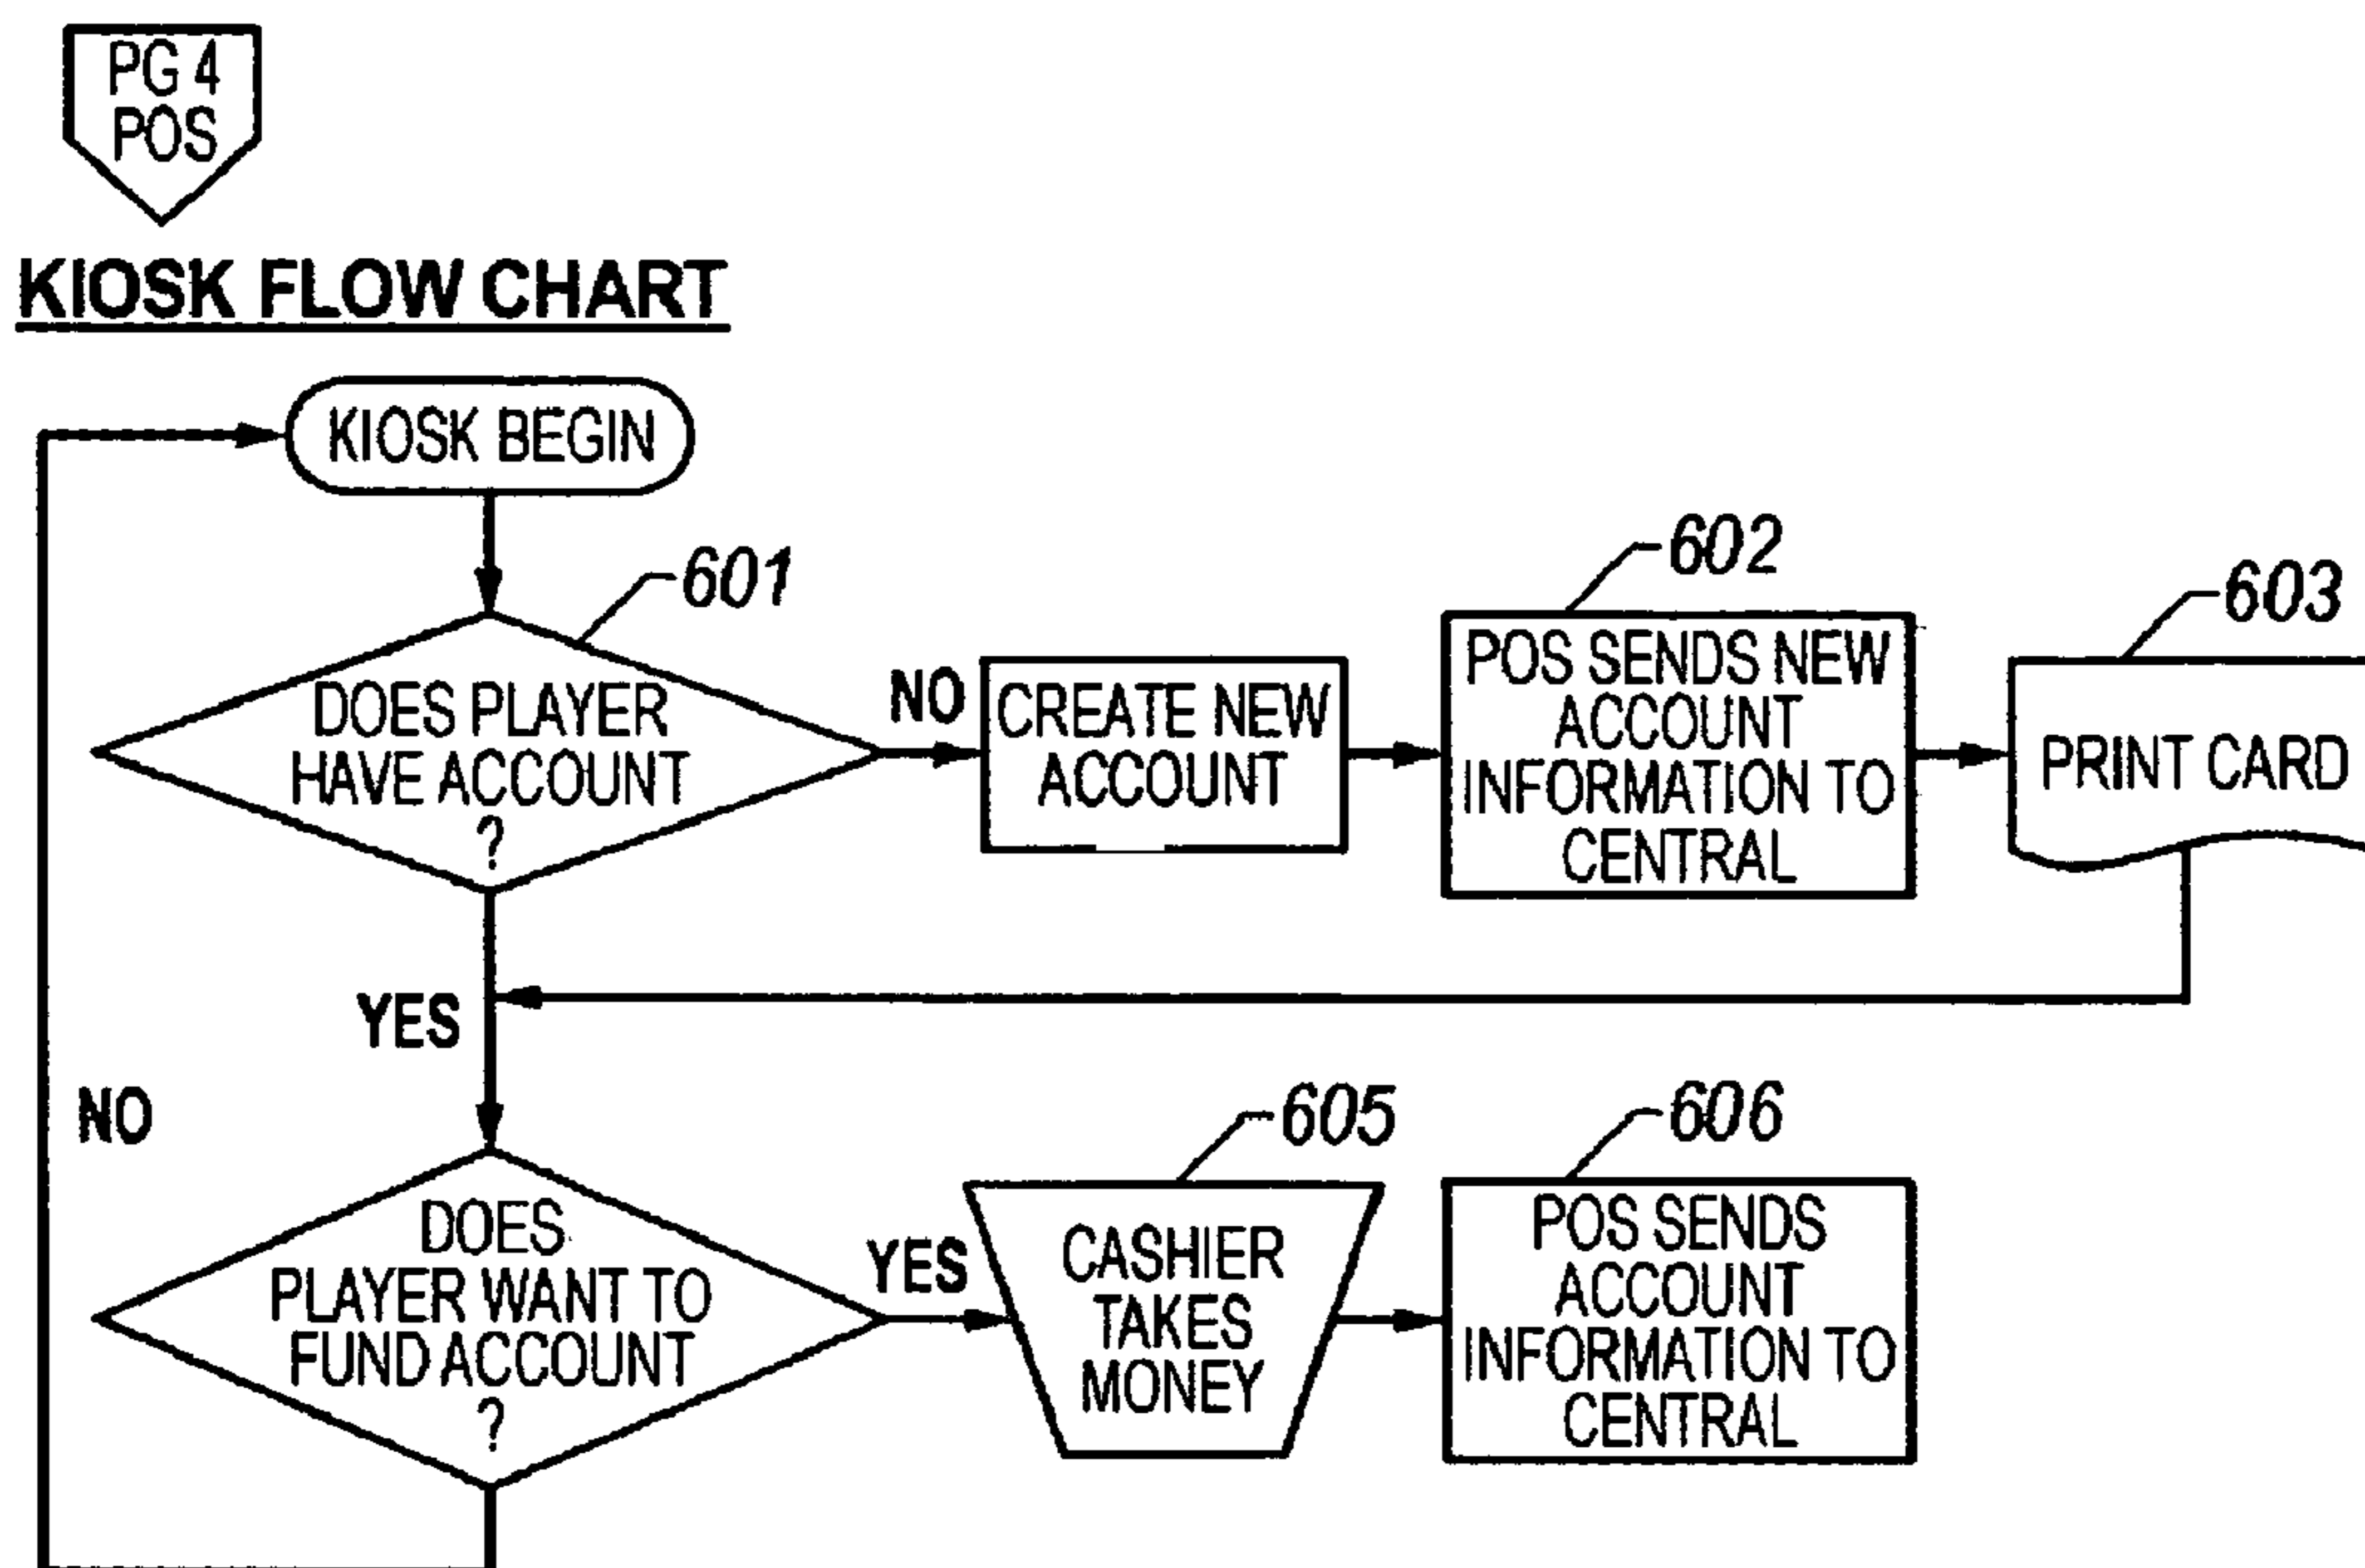 PG 4
POS
KIOSK FLOW CHART
KIOSK BEGIN
601
DOES PLAYER
HAVE ACCOUNT
?
NO
CREATE NEW
ACCOUNT
602
POS SENDS NEW
ACCOUNT
INFORMATION TO
CENTRAL
603
PRINT CARD
YES
NO
DOES
PLAYER WANT TO
FUND ACCOUNT
?
YES
605
CASHIER
TAKES
MONEY
606
POS SENDS
ACCOUNT
INFORMATION TO
CENTRAL